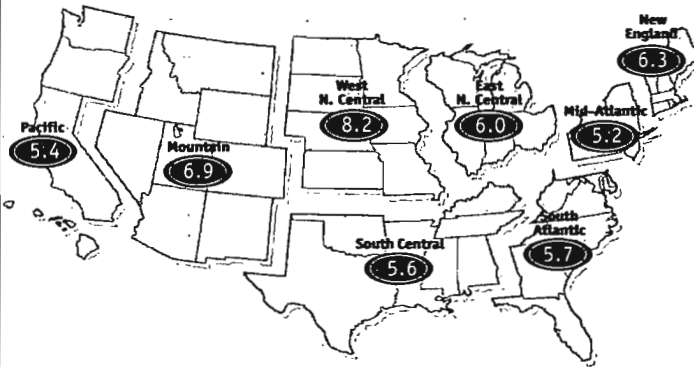 New
England
6.3
West
N. Central
8.2
East
N. Central
6.0
Mid-Atlantic
5.2
Pacific
5.4
Mountain
6.9
South
Atlantic
5.7
South Central
5.6